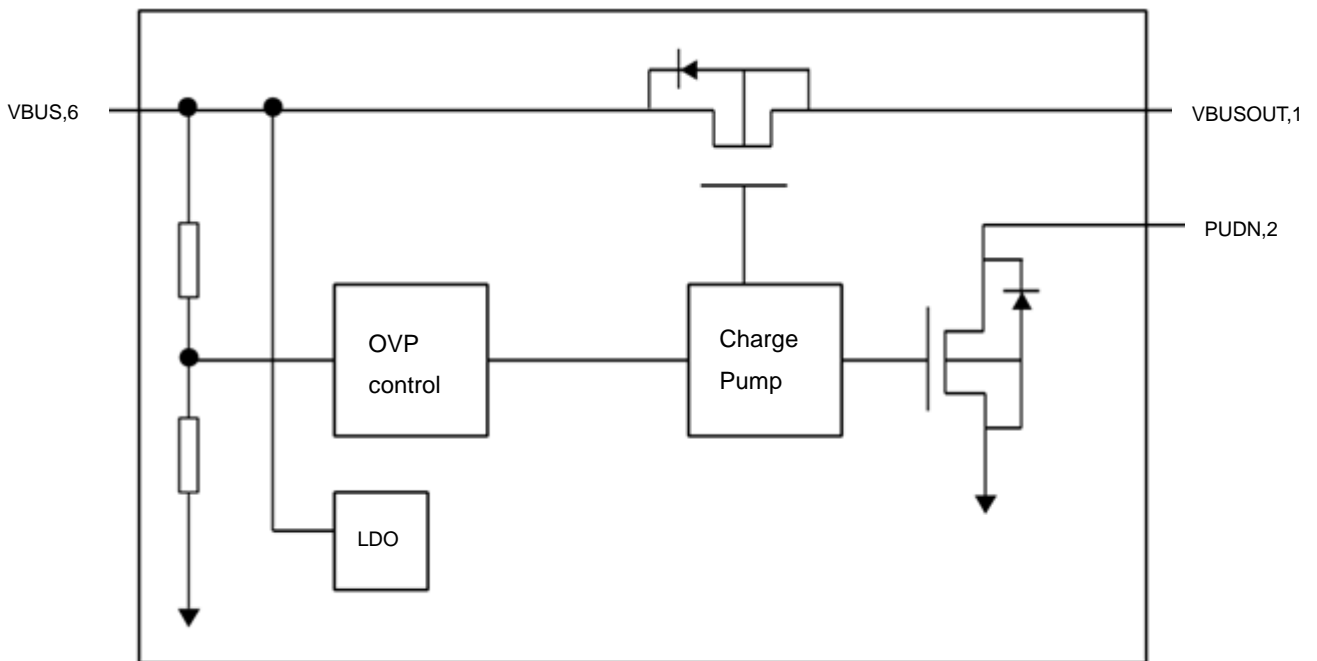 VBUS,6
VBUSOUT,1
PUDN,2
OVP
control
Charge
Pump
LDO